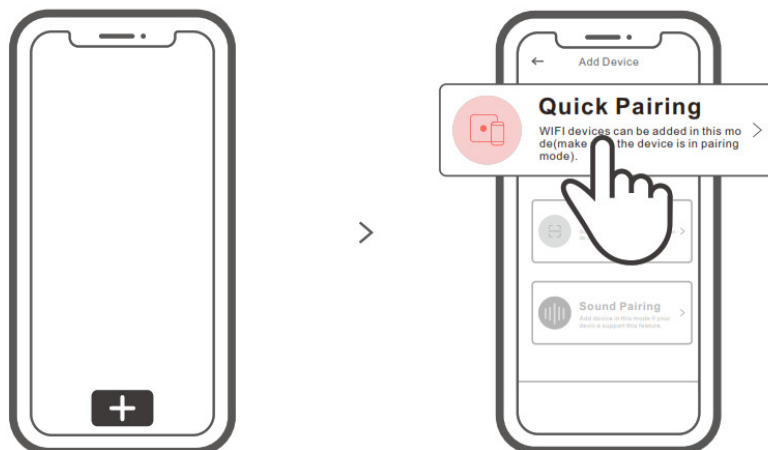 Add Device
Quick Pairing
WIFI devices can be added in this mo
de(make the device is in pairing
mode).
Sound Pairing
Add device in this mode if your
device support this feature.